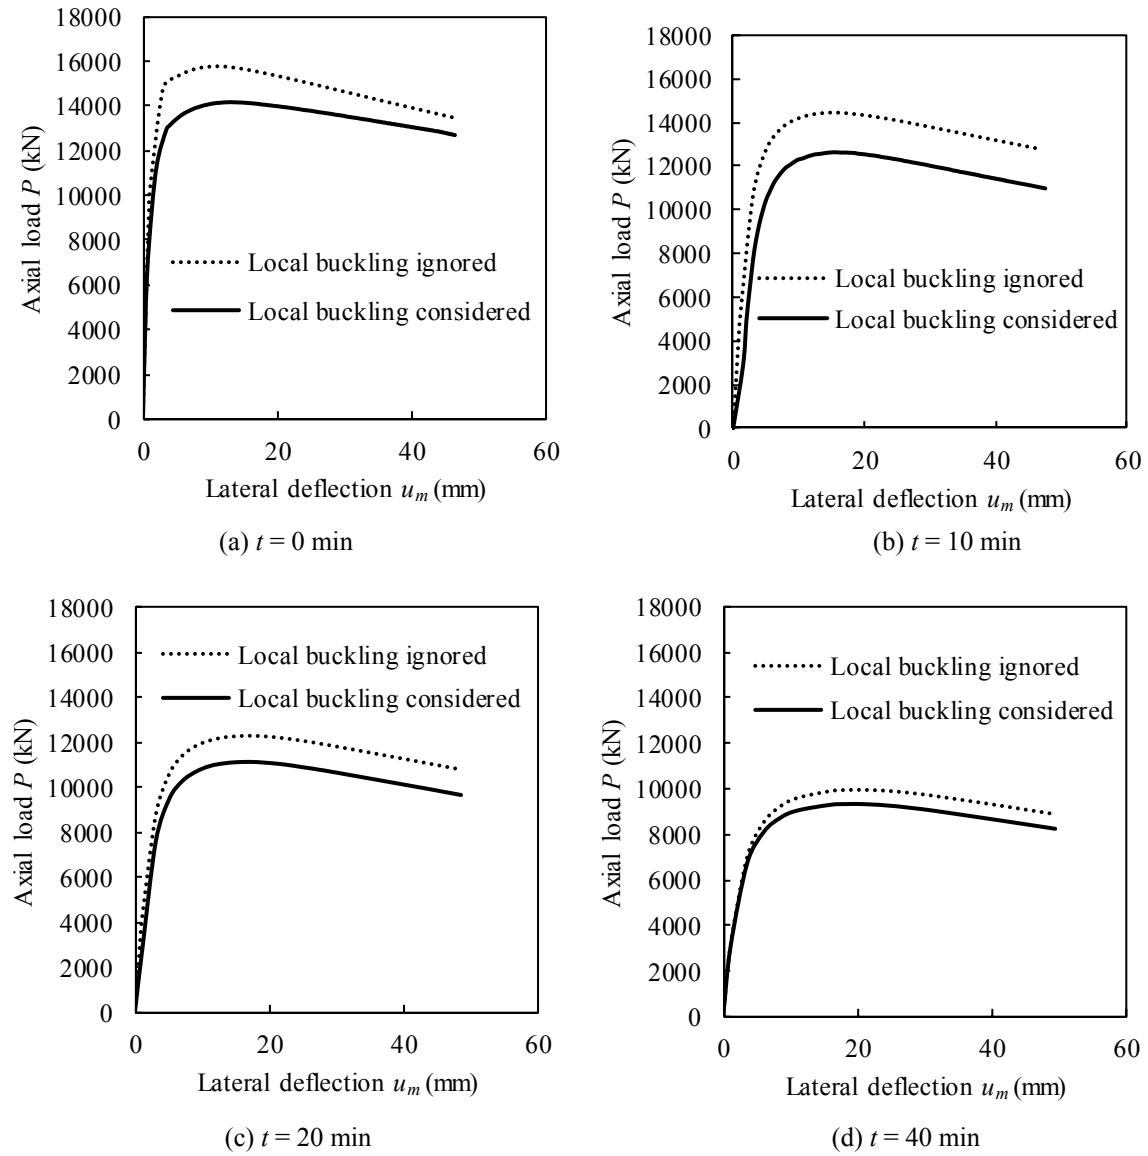 18000
16000
14000
12000
10000
8000
6000
4000
2000
0
Axial load P (kN)
Local buckling ignored
Local buckling considered
0 20 40 60
Lateral deflection um (mm)
(a) t = 0 min
18000
16000
14000
12000
10000
8000
6000
4000
2000
0
Axial load P (kN)
Local buckling ignored
Local buckling considered
0 20 40 60
Lateral deflection um (mm)
(b) t = 10 min
18000
16000
14000
12000
10000
8000
6000
4000
2000
0
Axial load P (kN)
Local buckling ignored
Local buckling considered
0 20 40 60
Lateral deflection um (mm)
(c) t = 20 min
18000
16000
14000
12000
10000
8000
6000
4000
2000
0
Axial load P (kN)
Local buckling ignored
Local buckling considered
0 20 40 60
Lateral deflection um (mm)
(d) t = 40 min